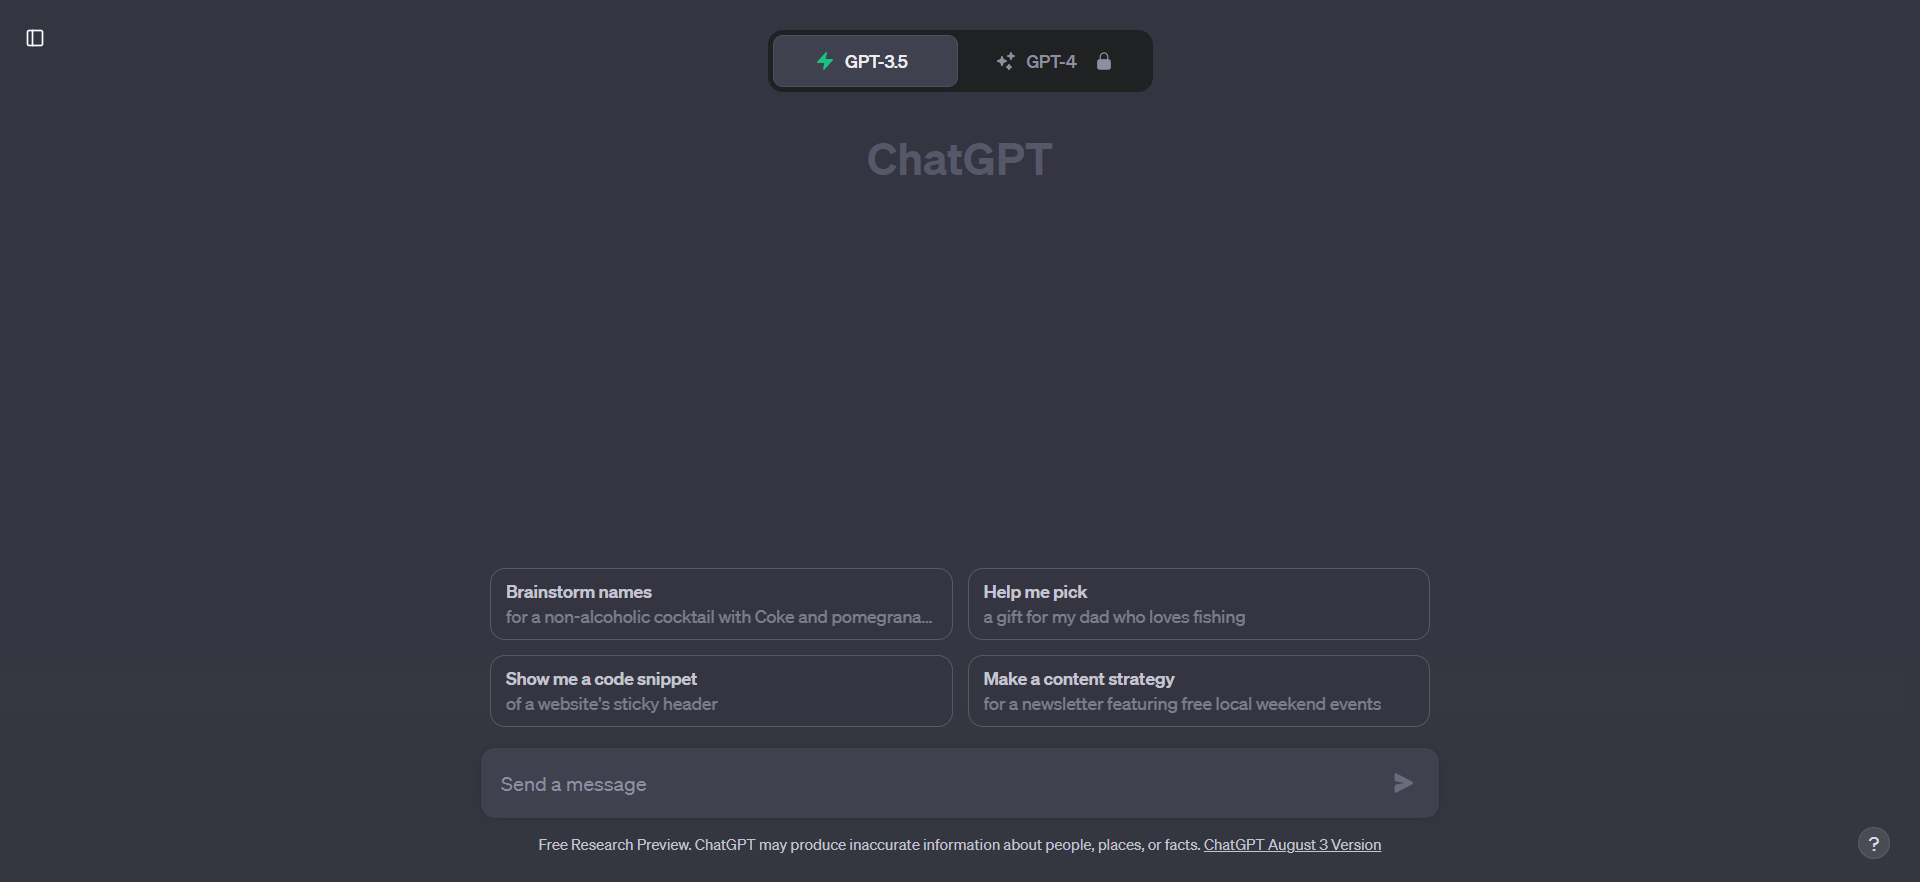 GPT-3.5
GPT-4
ChatGPT
Brainstorm names
for a non-alcoholic cocktail with Coke and pomegrana...
Help me pick
a gift for my dad who loves fishing
Show me a code snippet
of a website's sticky header
Make a content strategy
for a newsletter featuring free local weekend events
Send a message
Free Research Preview. ChatGPT may produce inaccurate information about people, places, or facts. ChatGPT August 3 Version
?